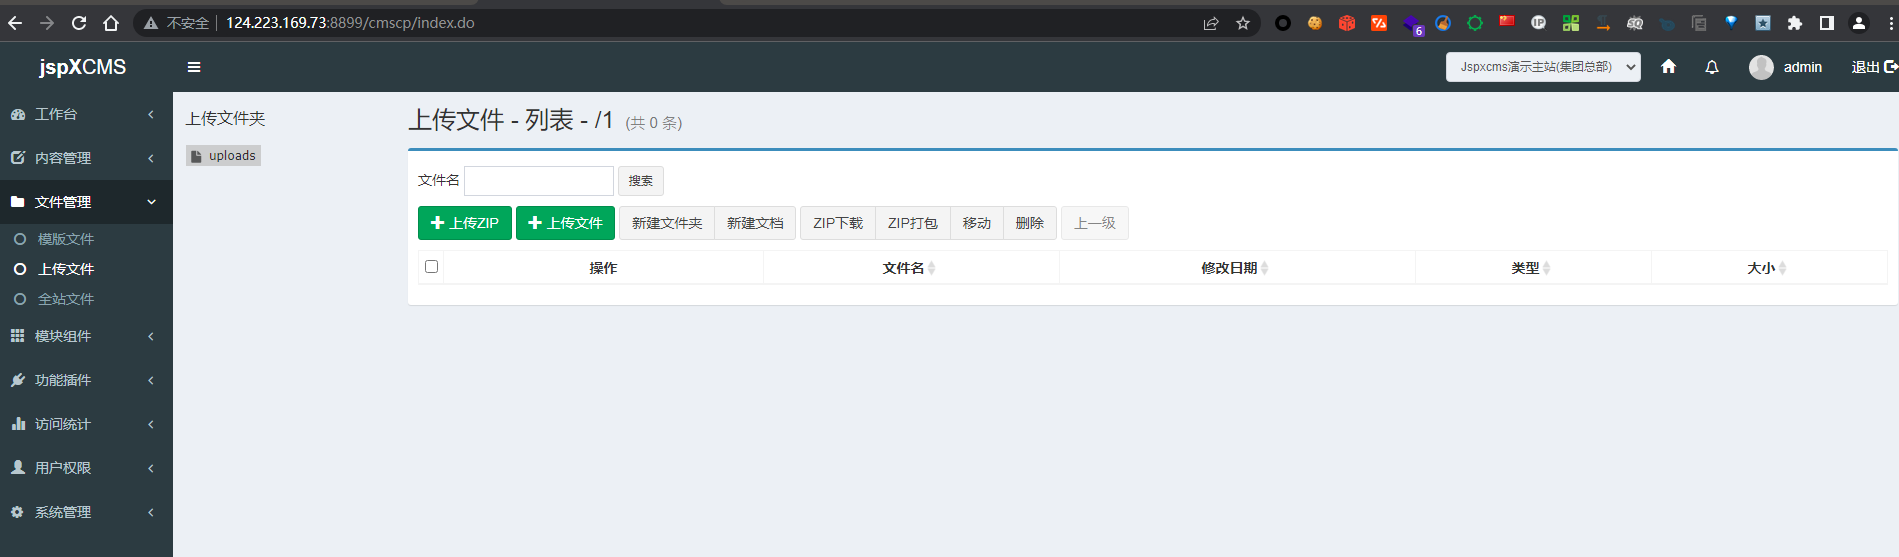 不安全 124.223.169.73:8899/cmscp/index.do
6
jspXCMS
Jspxcms演示主站(集团总部)
admin
退出
工作台
内容管理
文件管理
模版文件
上传文件
全站文件
模块组件
功能插件
访问统计
用户权限
系统管理
上传文件夹
uploads
上传文件 - 列表 - /1 (共 0 条)
文件名 搜索
上传ZIP 上传文件 新建文件夹 新建文档 ZIP下载 ZIP打包 移动 删除 上一级
操作 文件名 修改日期 类型 大小